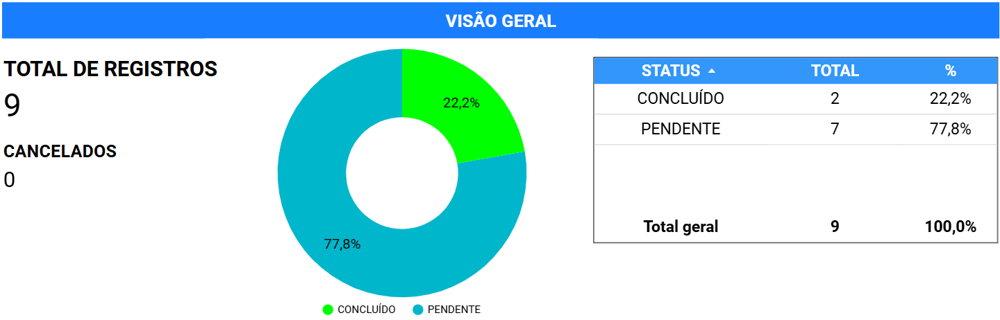 VISÃO GERAL
TOTAL DE REGISTROS
9
CANCELADOS
0
22,2%
77,8%
CONCLUÍDO PENDENTE
STATUS TOTAL %
CONCLUÍDO 2 22,2%
PENDENTE 7 77,8%
Total geral 9 100,0%